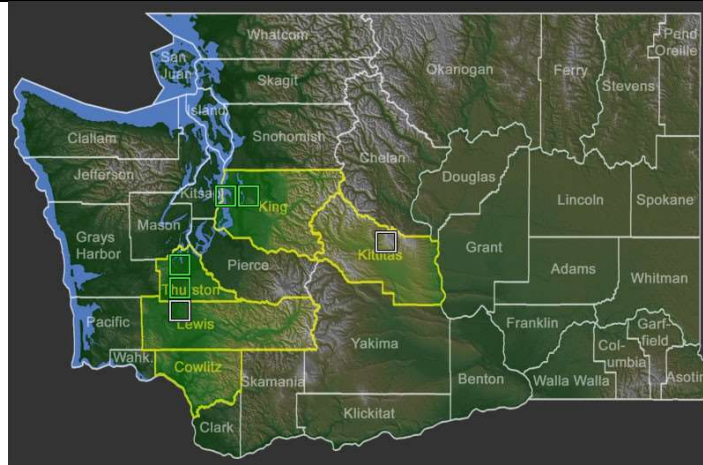 Whatcom
Pend
Oreille
San
Juan
Okanogan
Ferry
Stevens
Skagit
Island
Clallam
Snohomish
Chelan
Jefferson
Douglas
Kitsap
King
Lincoln
Spokane
Mason
Grays
Harbor
Kittitas
Grant
Pierce
Adams
Whitman
Thurston
Pacific
Lewis
Yakima
Franklin
Garf-
field
Col-
umbia
Wahk.
Cowlitz
Skamania
Benton
Walla Walla
Asotin
Klickitat
Clark